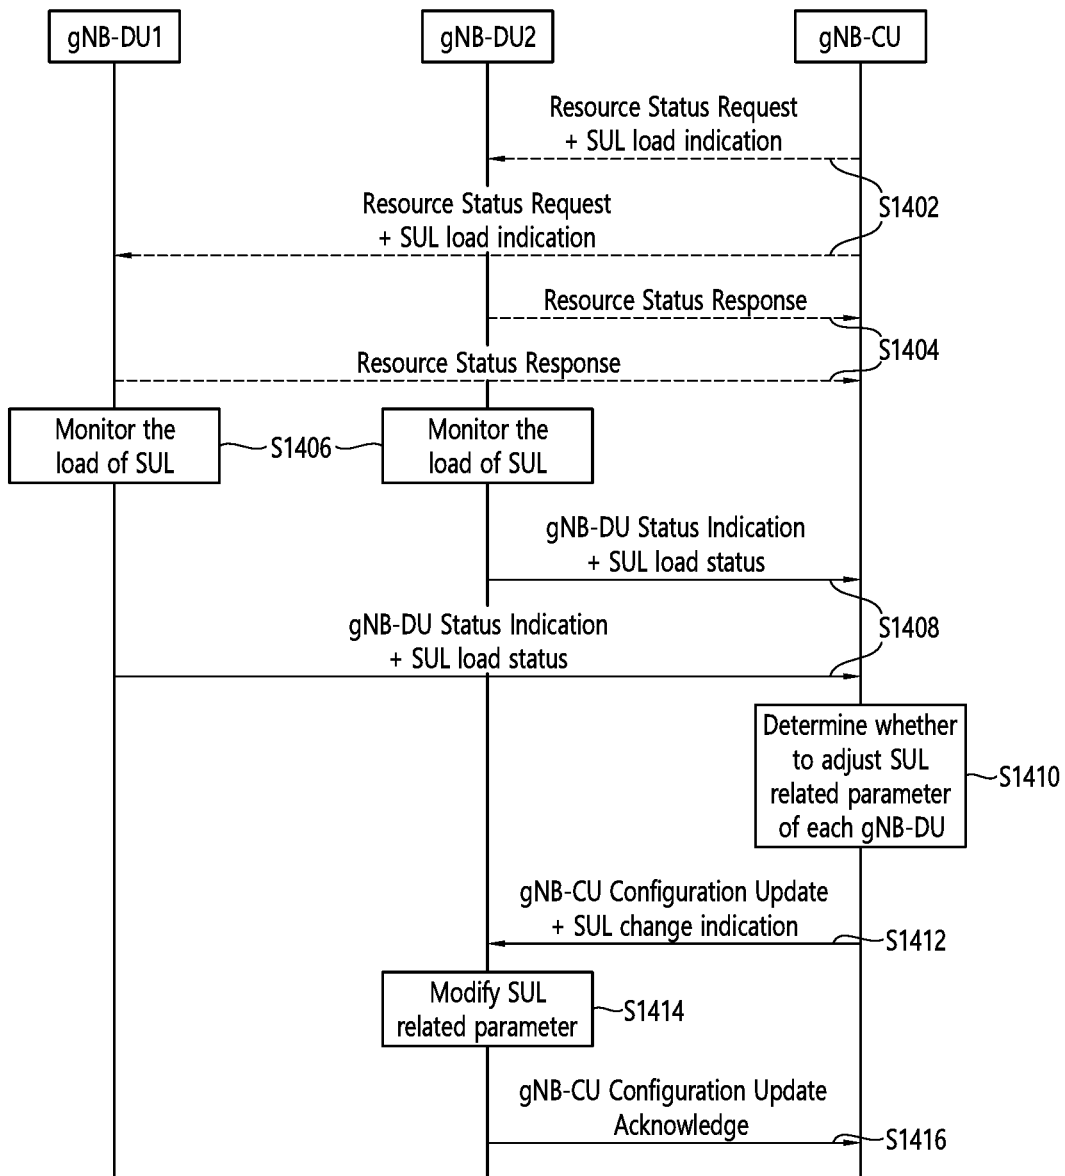 gNB-DU1
gNB-DU2
gNB-CU
Resource Status Request
+ SUL load indication
S1402
Resource Status Request
+ SUL load indication
Resource Status Response
S1404
Resource Status Response
Monitor the
load of SUL
S1406
Monitor the
load of SUL
gNB-DU Status Indication
+ SUL load status
S1408
gNB-DU Status Indication
+ SUL load status
Determine whether
to adjust SUL
related parameter
of each gNB-DU
S1410
gNB-CU Configuration Update
+ SUL change indication
S1412
Modify SUL
related parameter
S1414
gNB-CU Configuration Update
Acknowledge
S1416